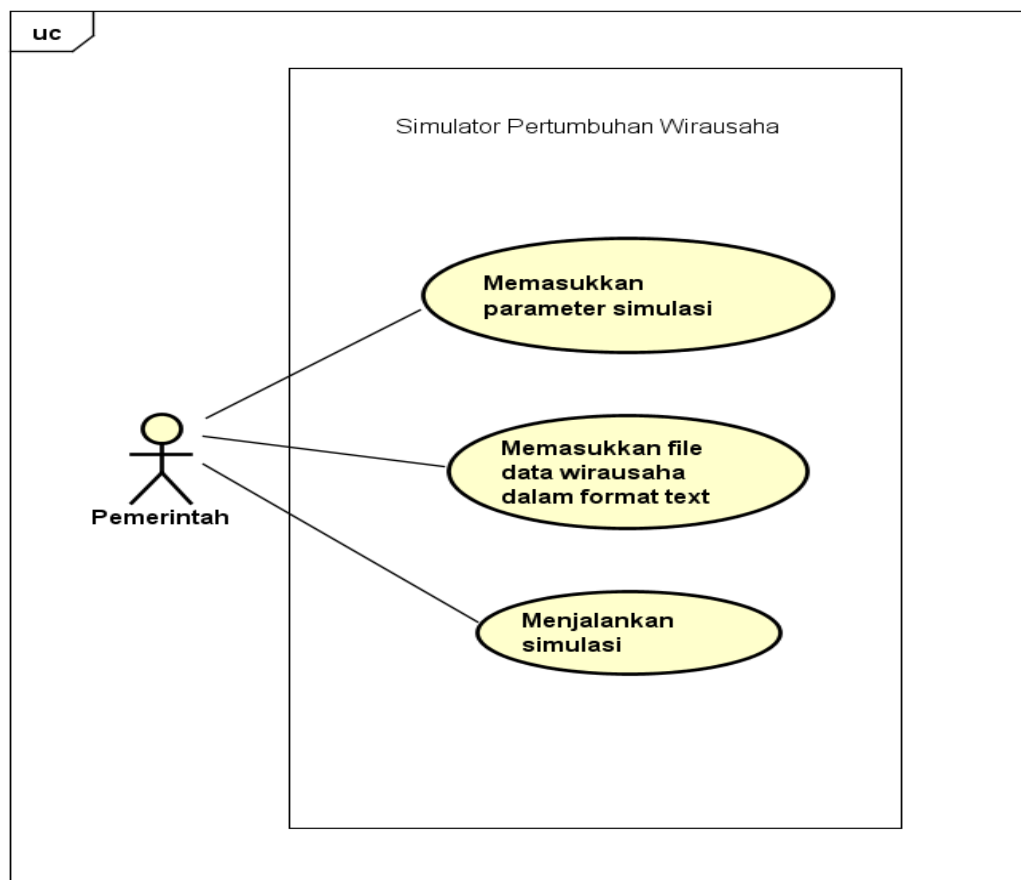 uc
Simulator Pertumbuhan Wirausaha
Memasukkan
parameter simulasi
Memasukkan file
data wirausaha
dalam format text
Pemerintah
Menjalankan
simulasi